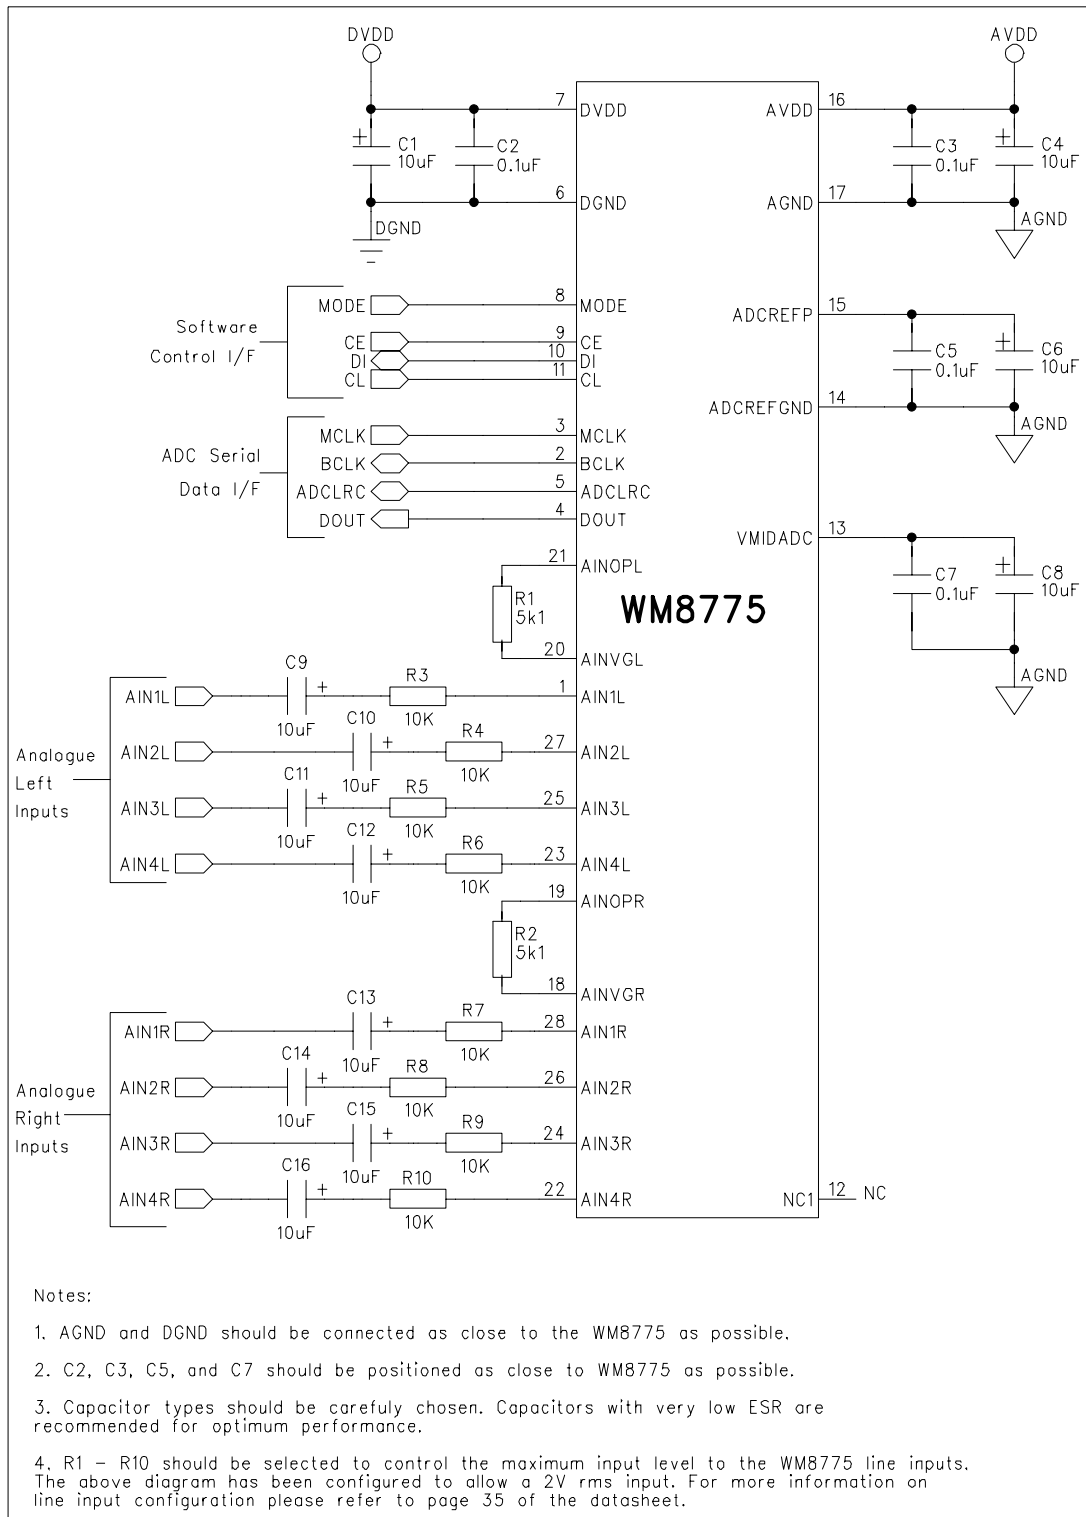 DVDD
AVDD
7 DVDD
AVDD 16
+ C1 10uF
C2 0.1uF
C3 0.1uF
+ C4 10uF
6 DGND
AGND 17
DGND
AGND
Software
Control I/F
MODE 8 MODE
CE 9 CE
DI 10 DI
CL 11 CL
ADCREFP 15
C5 0.1uF
+ C6 10uF
ADCREFGND 14
AGND
ADC Serial
Data I/F
MCLK 3 MCLK
BCLK 2 BCLK
ADCLRC 5 ADCLRC
DOUT 4 DOUT
VMIDADC 13
C7 0.1uF
+ C8 10uF
AGND
21 AINOPL
R1
5k1
WM8775
20 AINVGL
Analogue
Left
Inputs
AIN1L C9 + 10uF R3 10K 1 AIN1L
AIN2L C10 + 10uF R4 10K 27 AIN2L
AIN3L C11 + 10uF R5 10K 25 AIN3L
AIN4L C12 + 10uF R6 10K 23 AIN4L
19 AINOPR
R2
5k1
18 AINVGR
Analogue
Right
Inputs
AIN1R C13 + 10uF R7 10K 28 AIN1R
AIN2R C14 + 10uF R8 10K 26 AIN2R
AIN3R C15 + 10uF R9 10K 24 AIN3R
AIN4R C16 + 10uF R10 10K 22 AIN4R
NC1 12 NC
Notes:
1. AGND and DGND should be connected as close to the WM8775 as possible.
2. C2, C3, C5, and C7 should be positioned as close to WM8775 as possible.
3. Capacitor types should be carefuly chosen. Capacitors with very low ESR are
recommended for optimum performance.
4. R1 - R10 should be selected to control the maximum input level to the WM8775 line inputs.
The above diagram has been configured to allow a 2V rms input. For more information on
line input configuration please refer to page 35 of the datasheet.